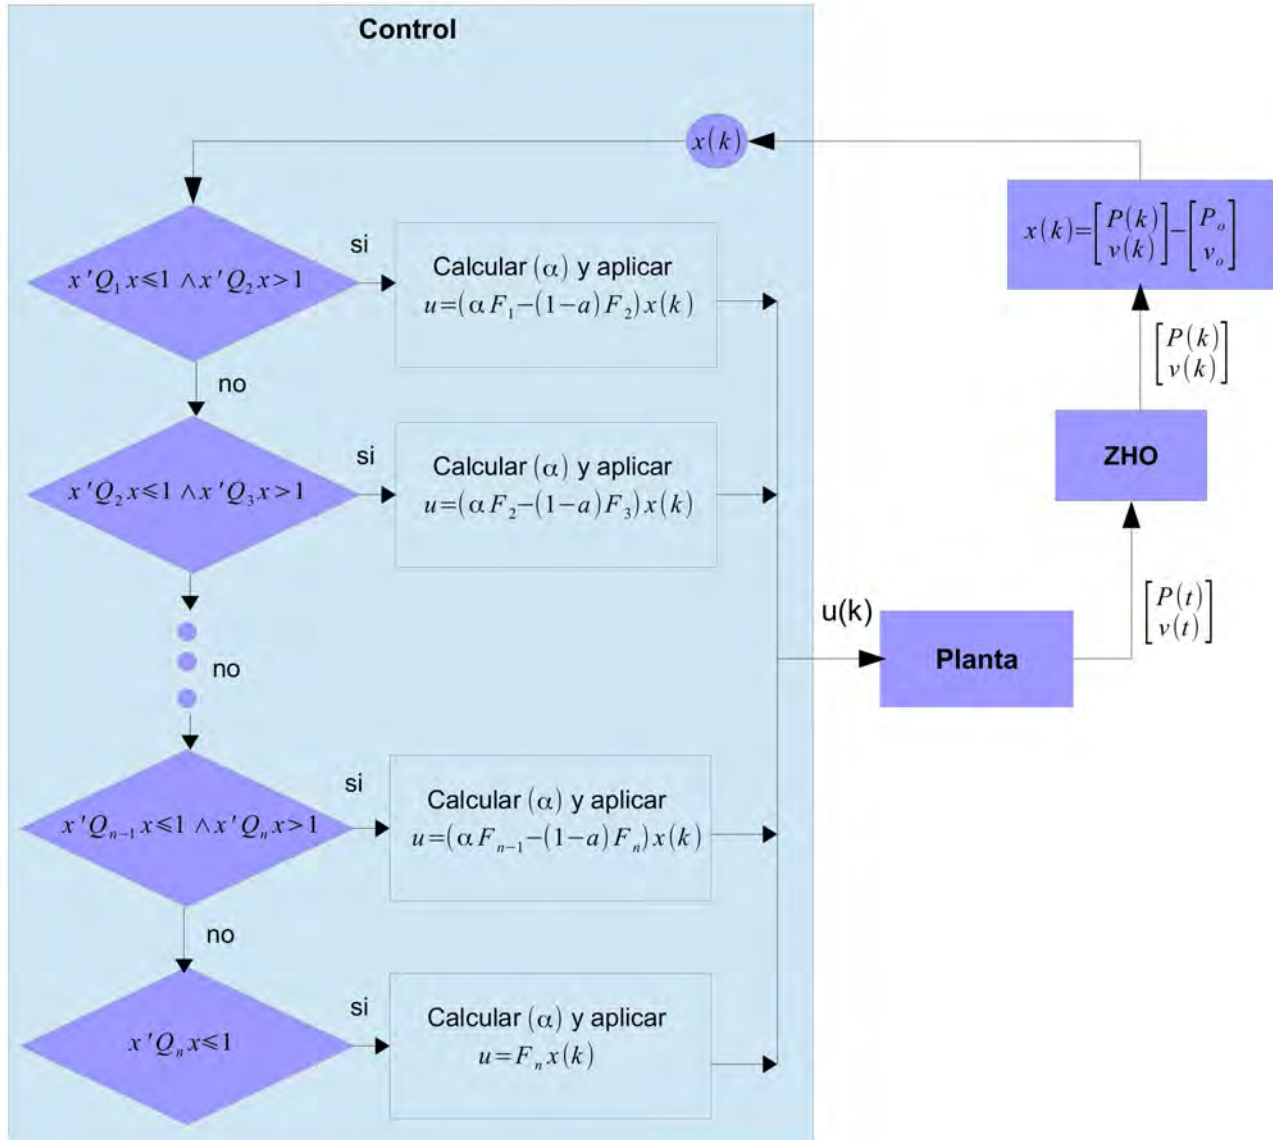 Control
x(k)
x'Q₁x≤1 ∧x'Q₂x>1
si
Calcular (α) y aplicar
u=(αF₁−(1−a)F₂)x(k)
no
x'Q₂x≤1 ∧x'Q₃x>1
si
Calcular (α) y aplicar
u=(αF₂−(1−a)F₃)x(k)
no
x'Qₙ₋₁x≤1 ∧x'Qₙx>1
si
Calcular (α) y aplicar
u=(αFₙ₋₁−(1−a)Fₙ)x(k)
no
x'Qₙx≤1
si
Calcular (α) y aplicar
u=Fₙx(k)
u(k)
Planta
[P(t)
v(t)]
ZHO
[P(k)
v(k)]
x(k)=[P(k)]−[Pₒ]
[v(k)] [vₒ]